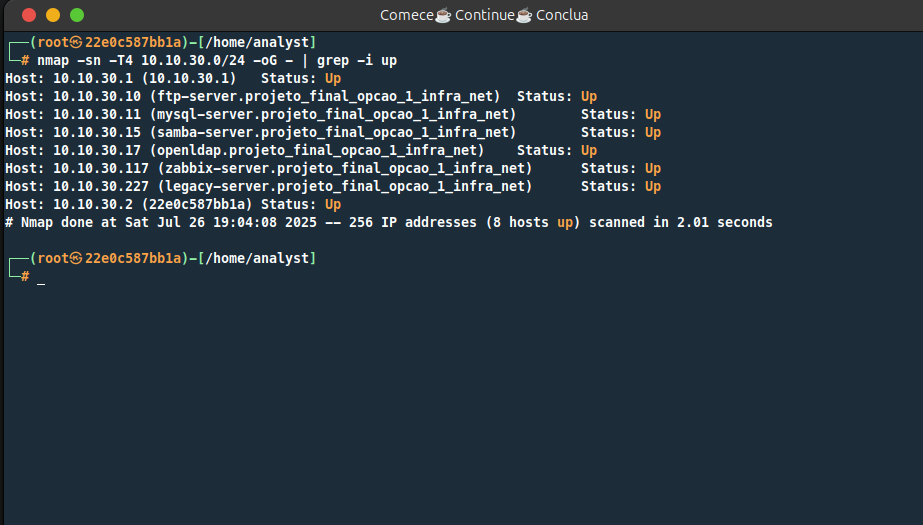 Comece☕ Continue☕ Conclua
┌──(root㉿22e0c587bb1a)-[/home/analyst]
└─# nmap -sn -T4 10.10.30.0/24 -oG - | grep -i up
Host: 10.10.30.1 (10.10.30.1)   Status: Up
Host: 10.10.30.10 (ftp-server.projeto_final_opcao_1_infra_net)  Status: Up
Host: 10.10.30.11 (mysql-server.projeto_final_opcao_1_infra_net)        Status: Up
Host: 10.10.30.15 (samba-server.projeto_final_opcao_1_infra_net)        Status: Up
Host: 10.10.30.17 (openldap.projeto_final_opcao_1_infra_net)    Status: Up
Host: 10.10.30.117 (zabbix-server.projeto_final_opcao_1_infra_net)      Status: Up
Host: 10.10.30.227 (legacy-server.projeto_final_opcao_1_infra_net)      Status: Up
Host: 10.10.30.2 (22e0c587bb1a) Status: Up
# Nmap done at Sat Jul 26 19:04:08 2025 -- 256 IP addresses (8 hosts up) scanned in 2.01 seconds
┌──(root㉿22e0c587bb1a)-[/home/analyst]
└─# _